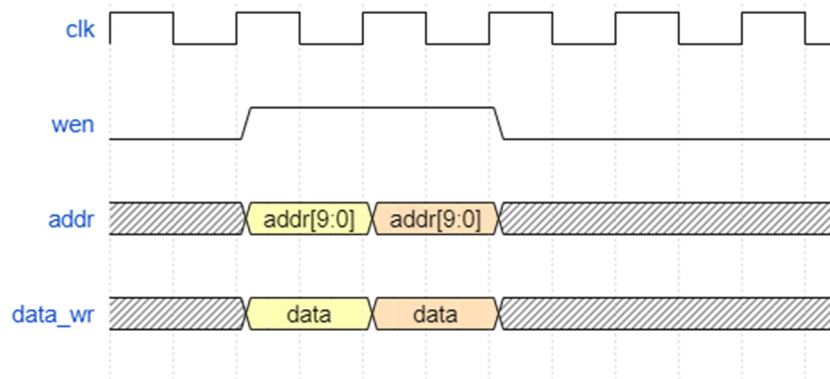 clk
wen
addr addr[9:0] addr[9:0]
data_wr data data